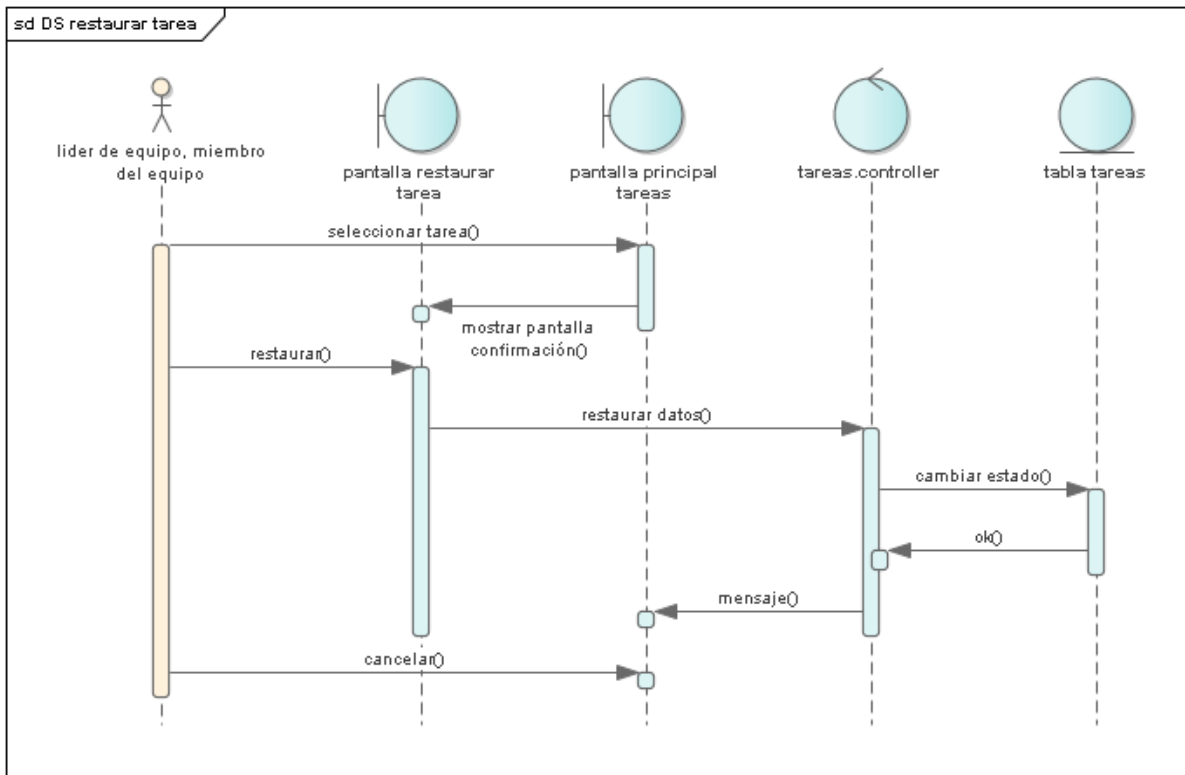 sd DS restaurar tarea
lider de equipo, miembro
del equipo
pantalla restaurar
tarea
pantalla principal
tareas
tareas.controller
tabla tareas
seleccionar tarea()
mostrar pantalla
confirmación()
restaurar()
restaurar datos()
cambiar estado()
ok()
mensaje()
cancelar()